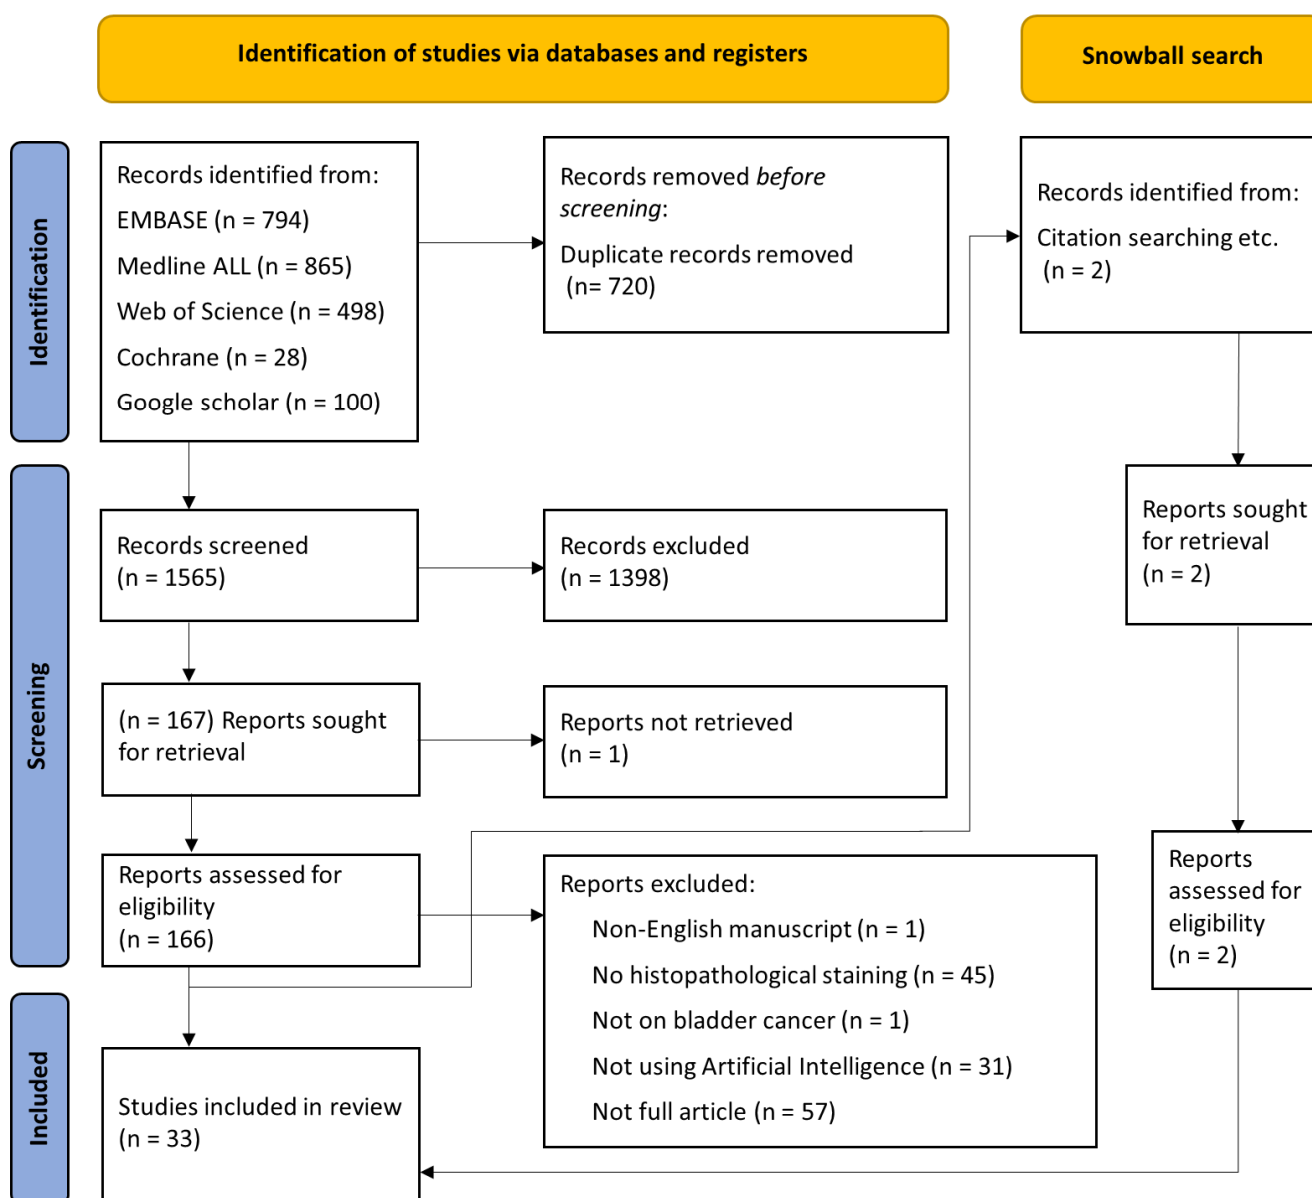 Identification of studies via databases and registers
Snowball search
Identification
Records identified from:
EMBASE (n = 794)
Medline ALL (n = 865)
Web of Science (n = 498)
Cochrane (n = 28)
Google scholar (n = 100)
Records removed before
screening:
Duplicate records removed
(n= 720)
Records identified from:
Citation searching etc.
(n = 2)
Screening
Records screened
(n = 1565)
Records excluded
(n = 1398)
Reports sought
for retrieval
(n = 2)
(n = 167) Reports sought
for retrieval
Reports not retrieved
(n = 1)
Reports assessed for
eligibility
(n = 166)
Reports excluded:
Non-English manuscript (n = 1)
No histopathological staining (n = 45)
Not on bladder cancer (n = 1)
Not using Artificial Intelligence (n = 31)
Not full article (n = 57)
Reports
assessed for
eligibility
(n = 2)
Included
Studies included in review
(n = 33)